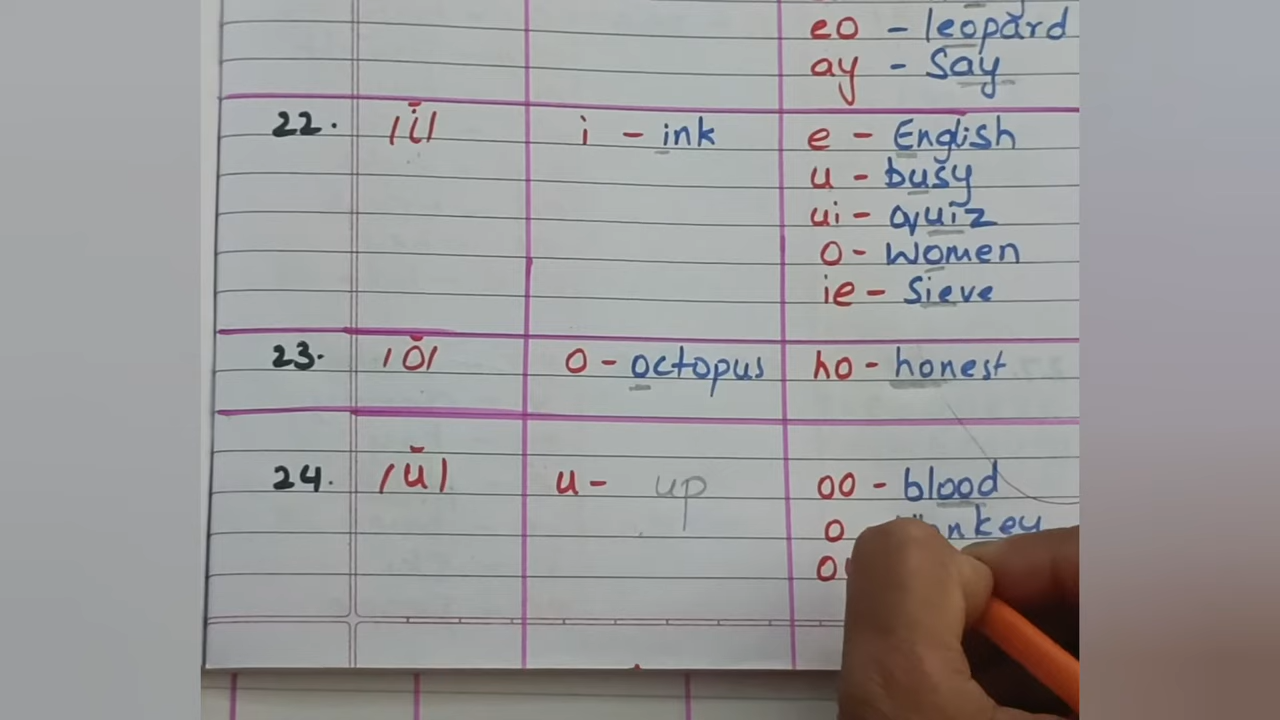 eo - leopard
ay - Say
22. /ĭ/ i - ink e - English
u - busy
ui - quiz
o - Women
ie - Sieve
23. /ŏ/ o - octopus ho - honest
24. /ŭ/ u - up oo - blood
o